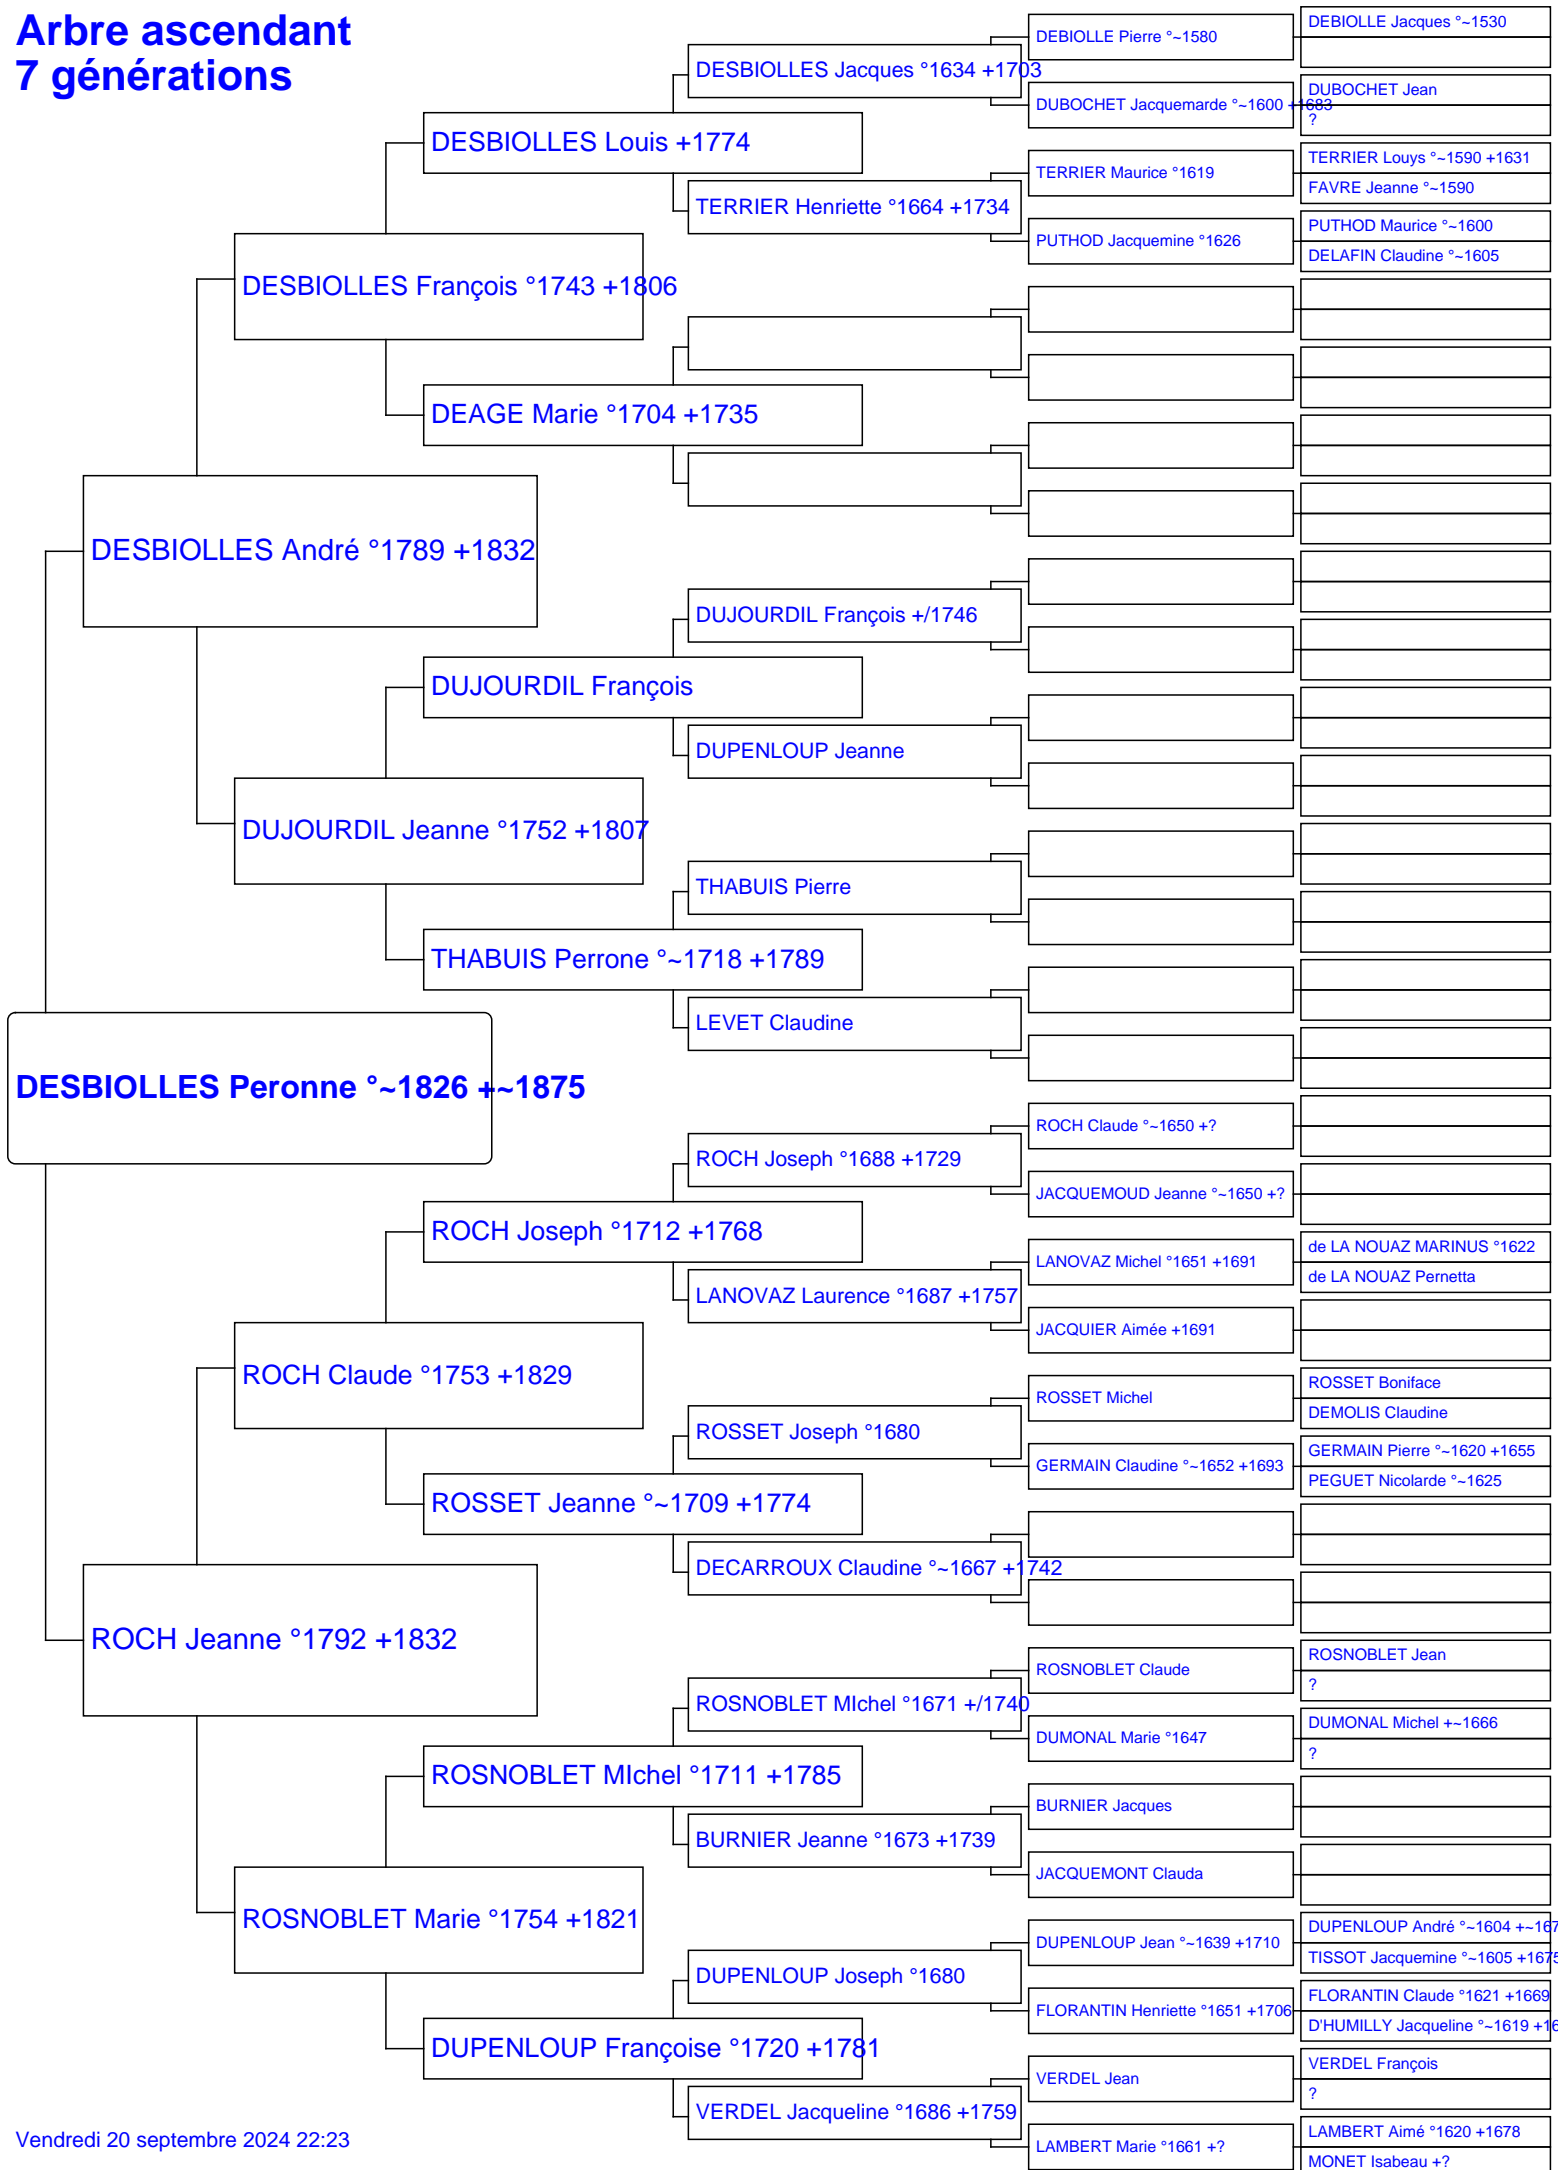 Arbre ascendant
7 générations
DEBIOLLE Jacques °~1530
DEBIOLLE Pierre °~1580
DESBIOLLES Jacques °1634 +1703
DUBOCHET Jean
DUBOCHET Jacquemarde °~1600 +1683
?
DESBIOLLES Louis +1774
TERRIER Louys °~1590 +1631
TERRIER Maurice °1619
FAVRE Jeanne °~1590
TERRIER Henriette °1664 +1734
PUTHOD Maurice °~1600
PUTHOD Jacquemine °1626
DELAFIN Claudine °~1605
DESBIOLLES François °1743 +1806
DEAGE Marie °1704 +1735
DESBIOLLES André °1789 +1832
DUJOURDIL François +/1746
DUJOURDIL François
DUPENLOUP Jeanne
DUJOURDIL Jeanne °1752 +1807
THABUIS Pierre
THABUIS Perrone °~1718 +1789
LEVET Claudine
DESBIOLLES Peronne °~1826 +~1875
ROCH Claude °~1650 +?
ROCH Joseph °1688 +1729
JACQUEMOUD Jeanne °~1650 +?
ROCH Joseph °1712 +1768
de LA NOUAZ MARINUS °1622
LANOVAZ Michel °1651 +1691
de LA NOUAZ Pernetta
LANOVAZ Laurence °1687 +1757
JACQUIER Aimée +1691
ROCH Claude °1753 +1829
ROSSET Boniface
ROSSET Michel
DEMOLIS Claudine
ROSSET Joseph °1680
GERMAIN Pierre °~1620 +1655
GERMAIN Claudine °~1652 +1693
PEGUET Nicolarde °~1625
ROSSET Jeanne °~1709 +1774
DECARROUX Claudine °~1667 +1742
ROCH Jeanne °1792 +1832
ROSNOBLET Jean
ROSNOBLET Claude
?
ROSNOBLET MIchel °1671 +/1740
DUMONAL Michel +~1666
DUMONAL Marie °1647
?
ROSNOBLET MIchel °1711 +1785
BURNIER Jacques
BURNIER Jeanne °1673 +1739
JACQUEMONT Clauda
ROSNOBLET Marie °1754 +1821
DUPENLOUP André °~1604 +~167
DUPENLOUP Jean °~1639 +1710
TISSOT Jacquemine °~1605 +1675
DUPENLOUP Joseph °1680
FLORANTIN Claude °1621 +1669
FLORANTIN Henriette °1651 +1706
D'HUMILLY Jacqueline °~1619 +16
DUPENLOUP Françoise °1720 +1781
VERDEL François
VERDEL Jean
?
VERDEL Jacqueline °1686 +1759
LAMBERT Aimé °1620 +1678
LAMBERT Marie °1661 +?
MONET Isabeau +?
Vendredi 20 septembre 2024 22:23